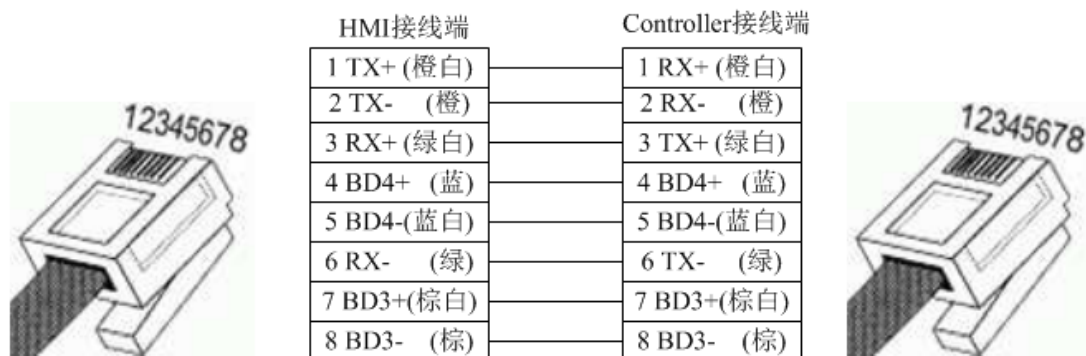 HMI接线端 Controller接线端
1 TX+ (橙白) 1 RX+ (橙白)
2 TX- (橙) 2 RX- (橙)
3 RX+ (绿白) 3 TX+ (绿白)
4 BD4+ (蓝) 4 BD4+ (蓝)
5 BD4-(蓝白) 5 BD4-(蓝白)
6 RX- (绿) 6 TX- (绿)
7 BD3+(棕白) 7 BD3+(棕白)
8 BD3- (棕) 8 BD3- (棕)
12345678
12345678